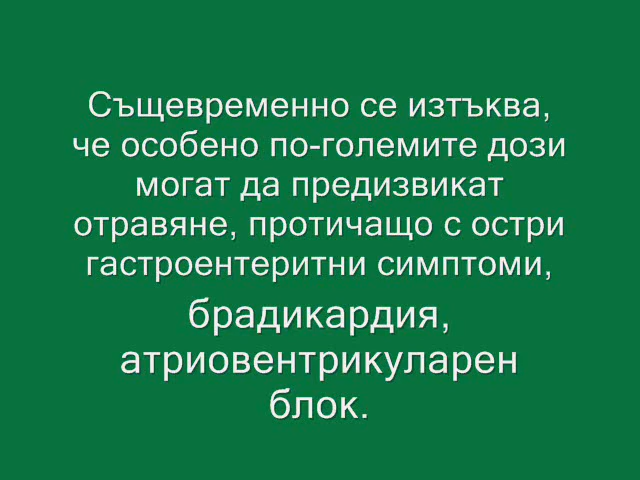 Същевременно се изтъква,
че особено по-големите дози
могат да предизвикат
отравяне, протичащо с остри
гастроентеритни симптоми,
брадикардия,
атриовентрикуларен
блок.